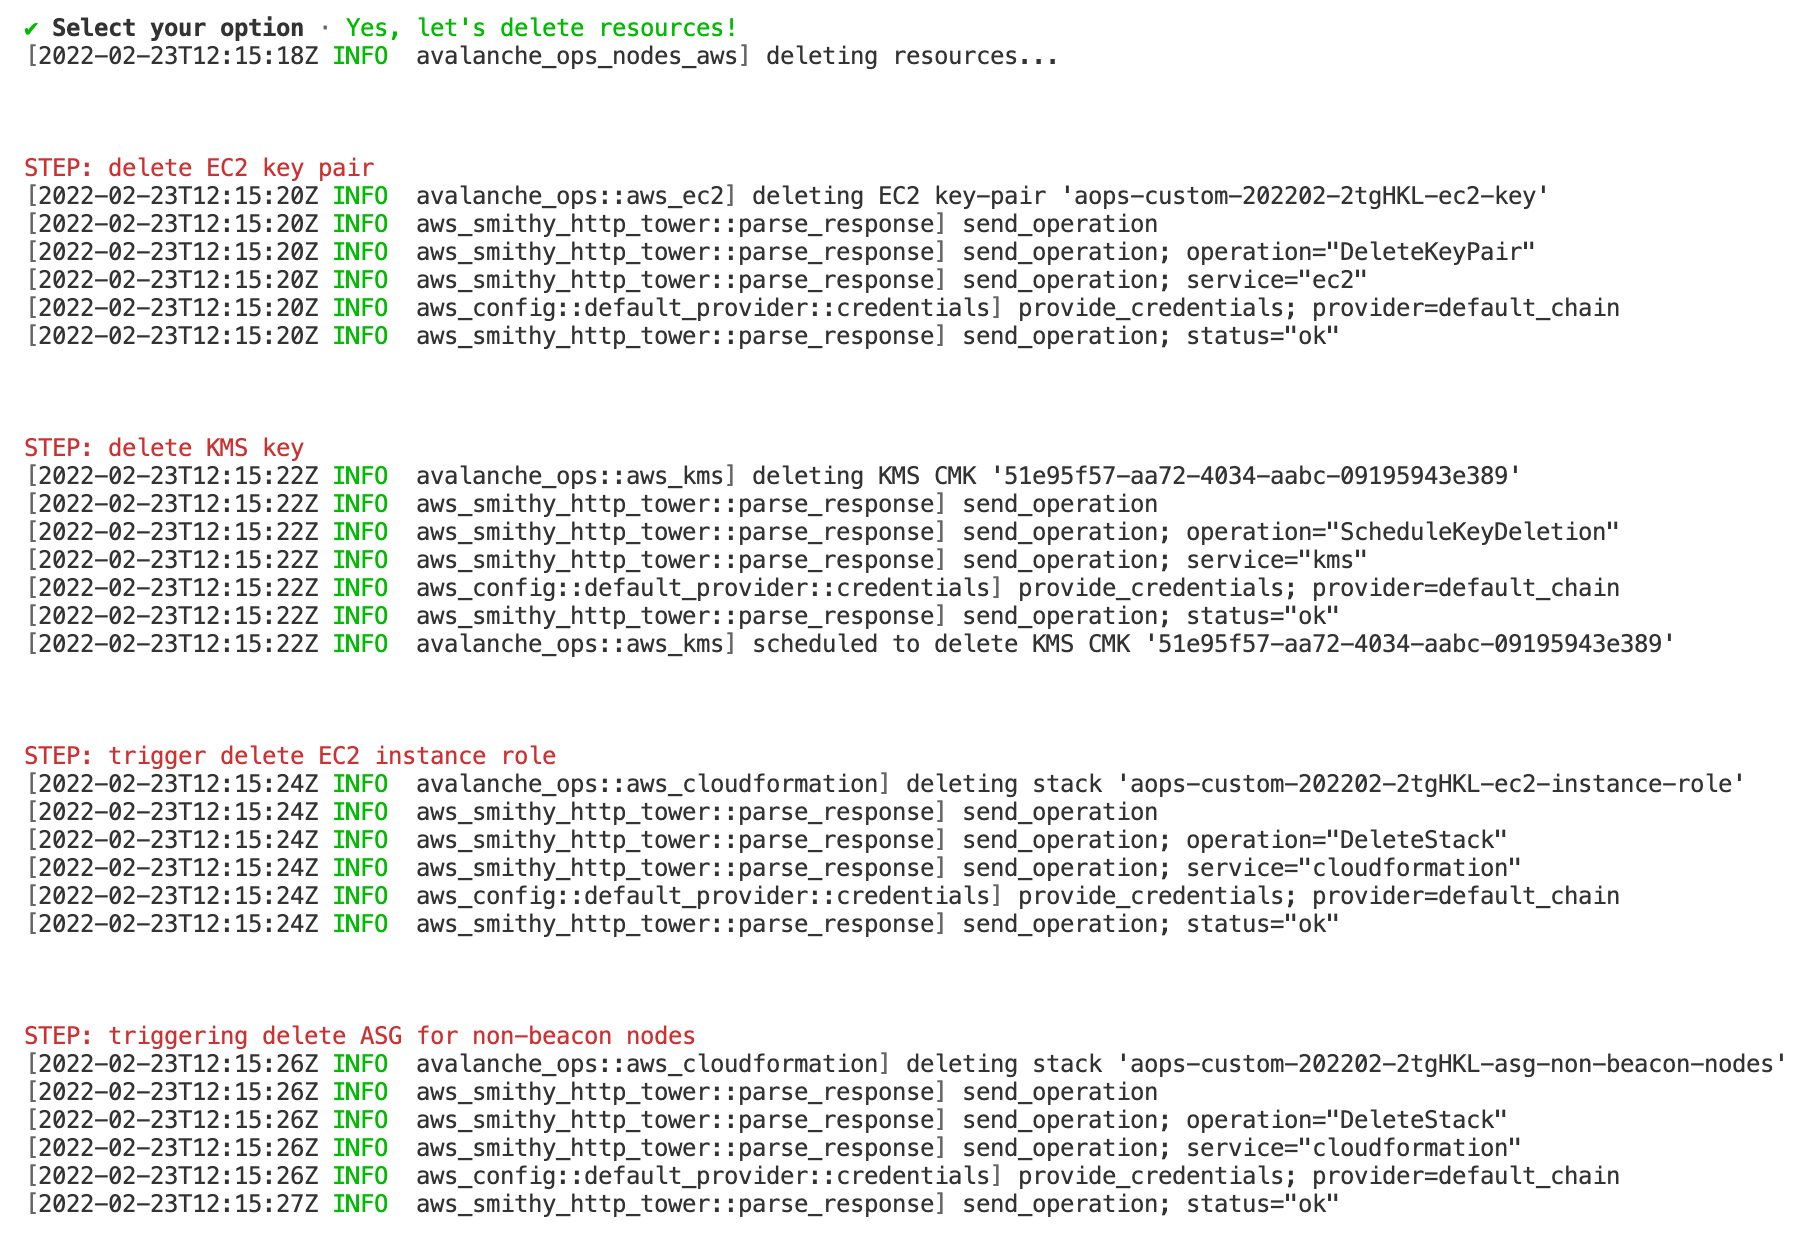 ✔ Select your option · Yes, let's delete resources!
[2022-02-23T12:15:18Z INFO  avalanche_ops_nodes_aws] deleting resources...
STEP: delete EC2 key pair
[2022-02-23T12:15:20Z INFO  avalanche_ops::aws_ec2] deleting EC2 key-pair 'aops-custom-202202-2tgHKL-ec2-key'
[2022-02-23T12:15:20Z INFO  aws_smithy_http_tower::parse_response] send_operation
[2022-02-23T12:15:20Z INFO  aws_smithy_http_tower::parse_response] send_operation; operation="DeleteKeyPair"
[2022-02-23T12:15:20Z INFO  aws_smithy_http_tower::parse_response] send_operation; service="ec2"
[2022-02-23T12:15:20Z INFO  aws_config::default_provider::credentials] provide_credentials; provider=default_chain
[2022-02-23T12:15:20Z INFO  aws_smithy_http_tower::parse_response] send_operation; status="ok"
STEP: delete KMS key
[2022-02-23T12:15:22Z INFO  avalanche_ops::aws_kms] deleting KMS CMK '51e95f57-aa72-4034-aabc-09195943e389'
[2022-02-23T12:15:22Z INFO  aws_smithy_http_tower::parse_response] send_operation
[2022-02-23T12:15:22Z INFO  aws_smithy_http_tower::parse_response] send_operation; operation="ScheduleKeyDeletion"
[2022-02-23T12:15:22Z INFO  aws_smithy_http_tower::parse_response] send_operation; service="kms"
[2022-02-23T12:15:22Z INFO  aws_config::default_provider::credentials] provide_credentials; provider=default_chain
[2022-02-23T12:15:22Z INFO  aws_smithy_http_tower::parse_response] send_operation; status="ok"
[2022-02-23T12:15:22Z INFO  avalanche_ops::aws_kms] scheduled to delete KMS CMK '51e95f57-aa72-4034-aabc-09195943e389'
STEP: trigger delete EC2 instance role
[2022-02-23T12:15:24Z INFO  avalanche_ops::aws_cloudformation] deleting stack 'aops-custom-202202-2tgHKL-ec2-instance-role'
[2022-02-23T12:15:24Z INFO  aws_smithy_http_tower::parse_response] send_operation
[2022-02-23T12:15:24Z INFO  aws_smithy_http_tower::parse_response] send_operation; operation="DeleteStack"
[2022-02-23T12:15:24Z INFO  aws_smithy_http_tower::parse_response] send_operation; service="cloudformation"
[2022-02-23T12:15:24Z INFO  aws_config::default_provider::credentials] provide_credentials; provider=default_chain
[2022-02-23T12:15:24Z INFO  aws_smithy_http_tower::parse_response] send_operation; status="ok"
STEP: triggering delete ASG for non-beacon nodes
[2022-02-23T12:15:26Z INFO  avalanche_ops::aws_cloudformation] deleting stack 'aops-custom-202202-2tgHKL-asg-non-beacon-nodes'
[2022-02-23T12:15:26Z INFO  aws_smithy_http_tower::parse_response] send_operation
[2022-02-23T12:15:26Z INFO  aws_smithy_http_tower::parse_response] send_operation; operation="DeleteStack"
[2022-02-23T12:15:26Z INFO  aws_smithy_http_tower::parse_response] send_operation; service="cloudformation"
[2022-02-23T12:15:26Z INFO  aws_config::default_provider::credentials] provide_credentials; provider=default_chain
[2022-02-23T12:15:27Z INFO  aws_smithy_http_tower::parse_response] send_operation; status="ok"